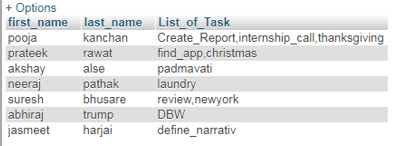 + Options
first_name last_name List_of_Task
pooja kanchan Create_Report,internship_call,thanksgiving
prateek rawat find_app,christmas
akshay alse padmavati
neeraj pathak laundry
suresh bhusare review,newyork
abhiraj trump DBW
jasmeet harjai define_narrativ